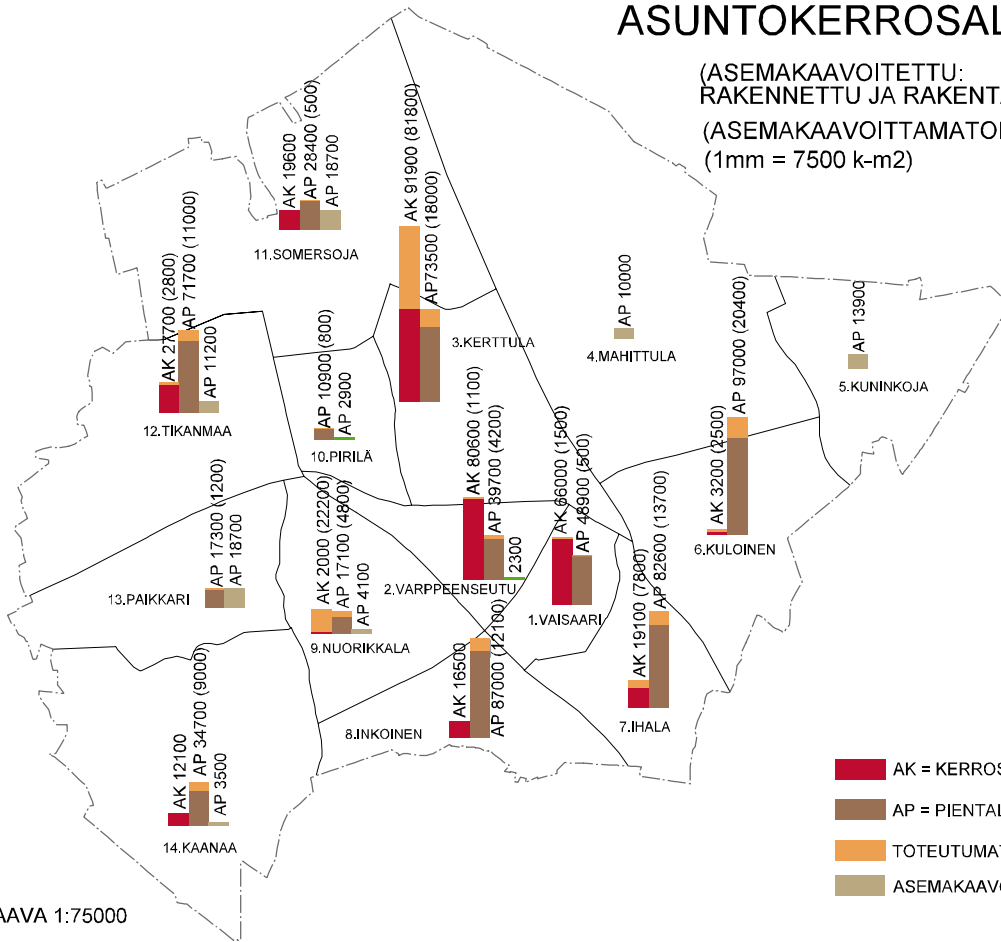 ASUNTOKERROSAL
(ASEMAKAAVOITETTU:
RAKENNETTU JA RAKENTA
(ASEMAKAAVOITTAMATO
(1mm = 7500 k-m2)
AK 19600
AP 28400 (500)
AP 18700
11.SOMERSOJA
AK 91900 (81800)
AP73500 (18000)
3.KERTTULA
AP 10000
4.MAHITTULA
AP 13900
5.KUNINKOJA
AK 27700 (2800)
AP 71700 (11000)
AP 11200
12.TIKANMAA
AP 10900 (800)
AP 2900
10.PIRILÄ
AK 3200 (2500)
AP 97000 (20400)
6.KULOINEN
AK 80600 (1100)
AP 39700 (4200)
2300
2.VARPPEENSEUTU
AK 66000 (1500)
AP 48900 (500)
1.VAISAARI
AP 17300 (1200)
AP 18700
13.PAIKKARI
AK 2000 (22200)
AP 17100 (4800)
AP 4100
9.NUORIKKALA
AK 19100 (7800)
AP 82600 (13700)
7.IHALA
AK 16500
AP 87000 (12100)
8.INKOINEN
AK 12100
AP 34700 (9000)
AP 3500
14.KAANAA
AK = KERROS
AP = PIENTAL
TOTEUTUMAT
ASEMAKAAVO
AAVA 1:75000